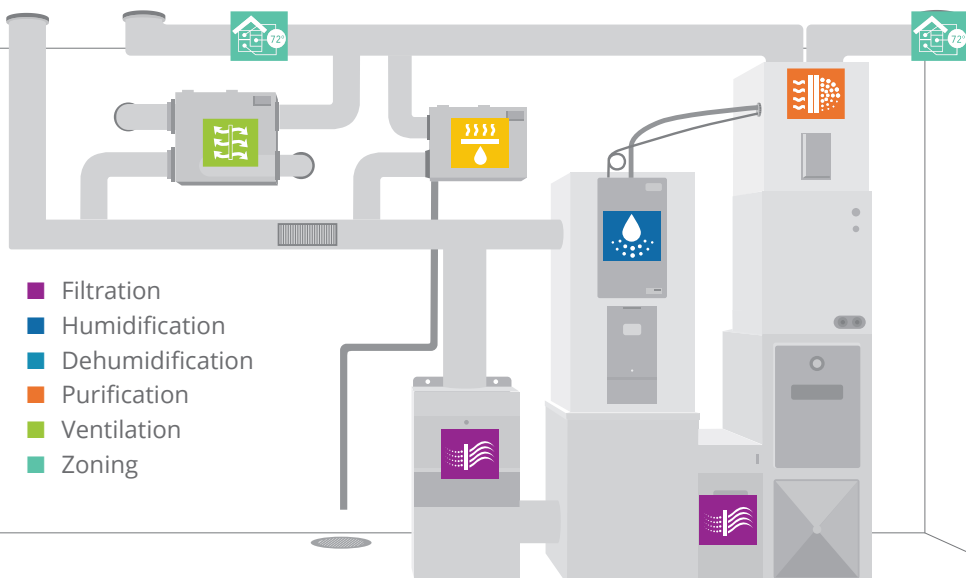 72°
72°
Filtration
Humidification
Dehumidification
Purification
Ventilation
Zoning